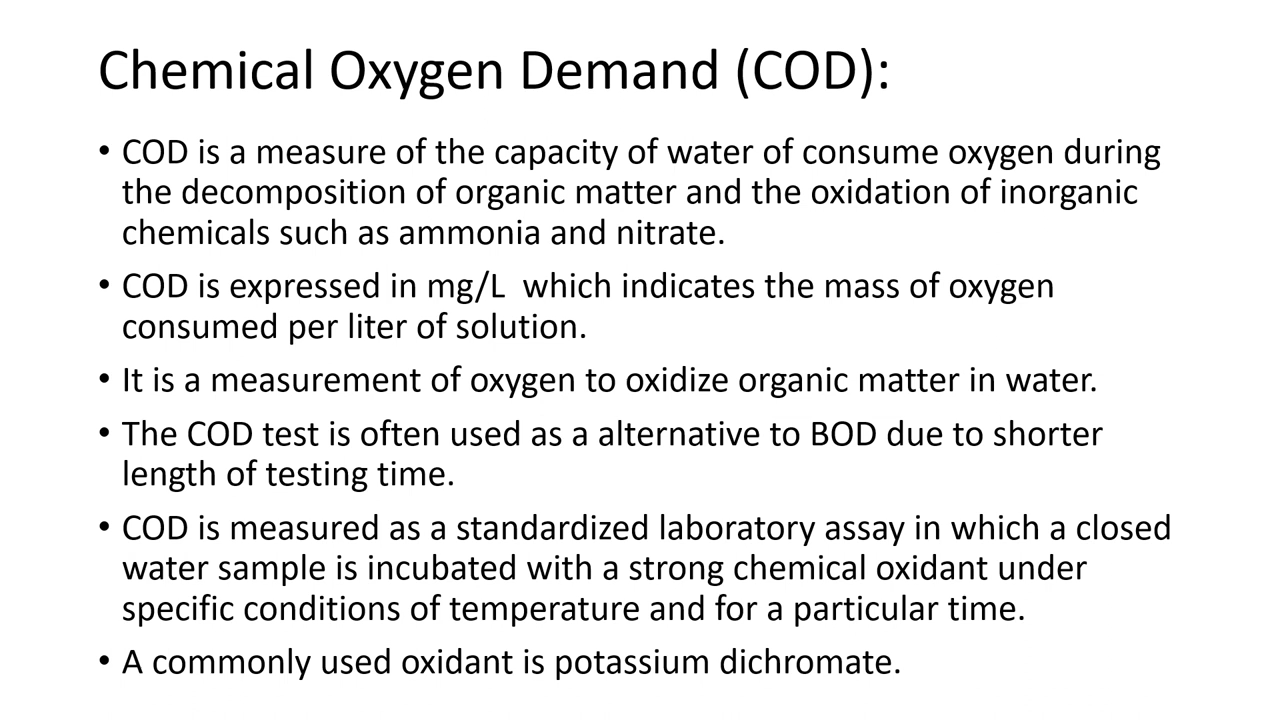 Chemical Oxygen Demand (COD):
• COD is a measure of the capacity of water of consume oxygen during
the decomposition of organic matter and the oxidation of inorganic
chemicals such as ammonia and nitrate.
• COD is expressed in mg/L  which indicates the mass of oxygen
consumed per liter of solution.
• It is a measurement of oxygen to oxidize organic matter in water.
• The COD test is often used as a alternative to BOD due to shorter
length of testing time.
• COD is measured as a standardized laboratory assay in which a closed
water sample is incubated with a strong chemical oxidant under
specific conditions of temperature and for a particular time.
• A commonly used oxidant is potassium dichromate.